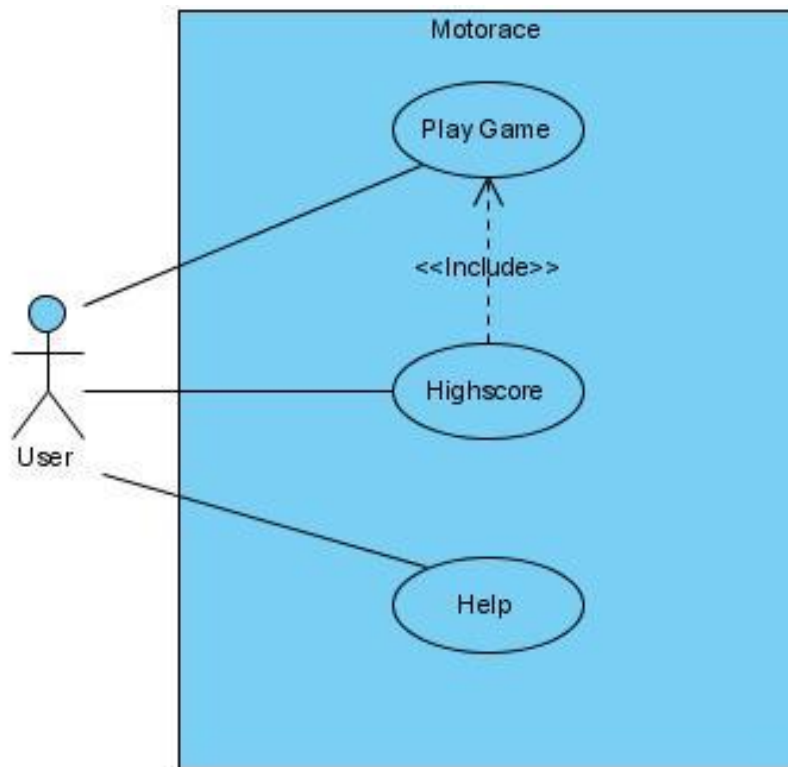 Motorace
Play Game
<<Include>>
Highscore
User
Help